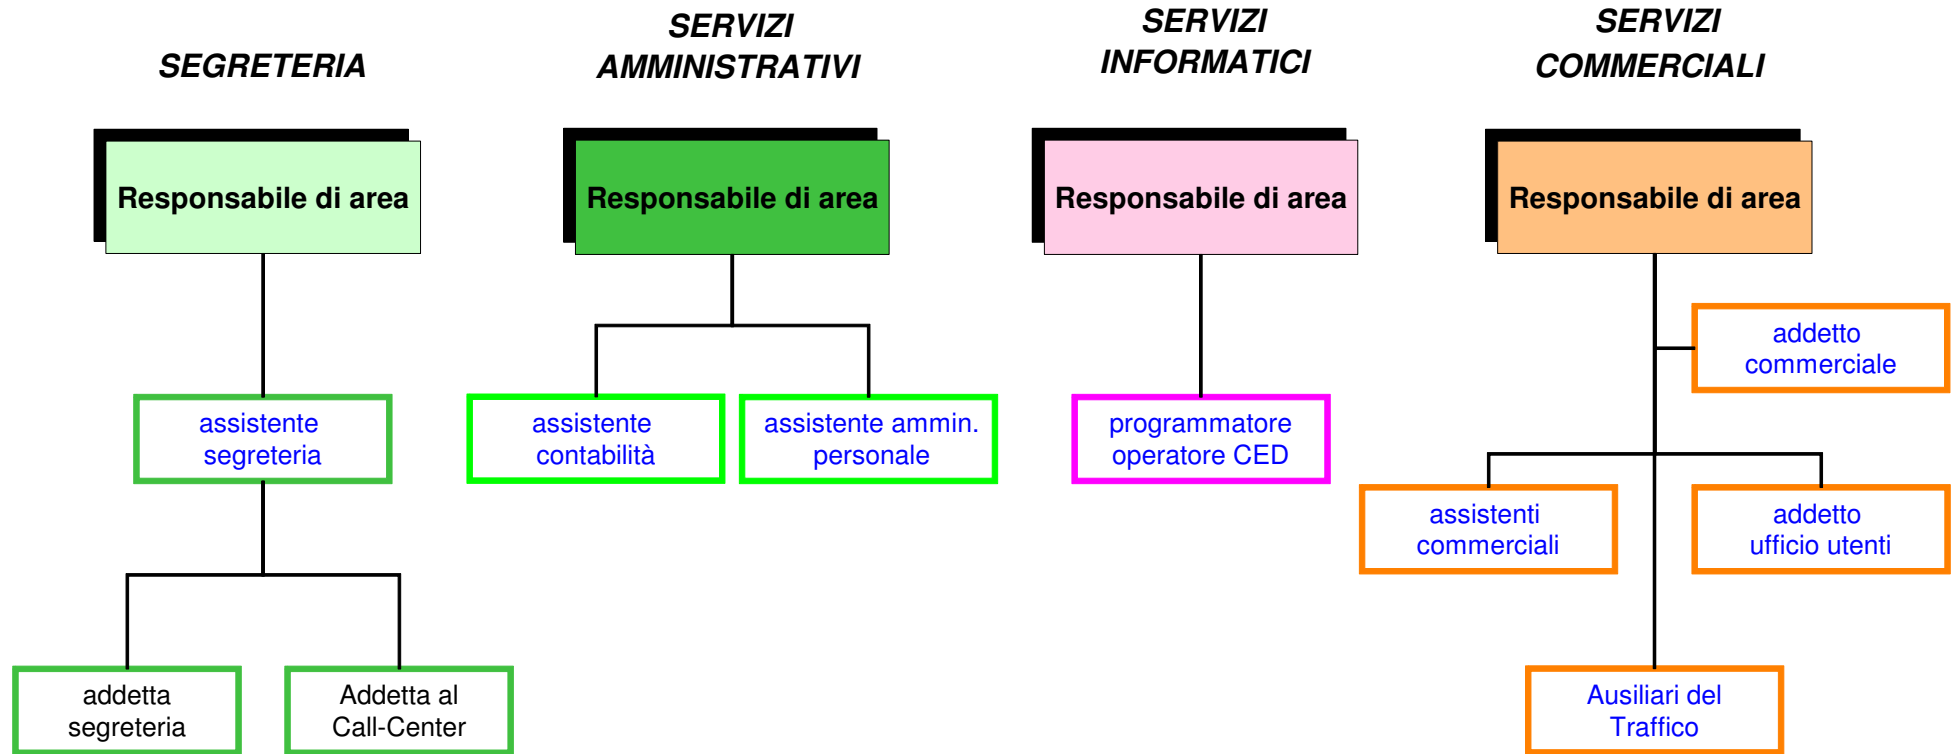 SEGRETERIA
SERVIZI
AMMINISTRATIVI
SERVIZI
INFORMATICI
SERVIZI
COMMERCIALI
Responsabile di area
Responsabile di area
Responsabile di area
Responsabile di area
addetto
commerciale
assistente
segreteria
assistente
contabilità
assistente ammin.
personale
programmatore
operatore CED
assistenti
commerciali
addetto
ufficio utenti
addetta
segreteria
Addetta al
Call-Center
Ausiliari del
Traffico